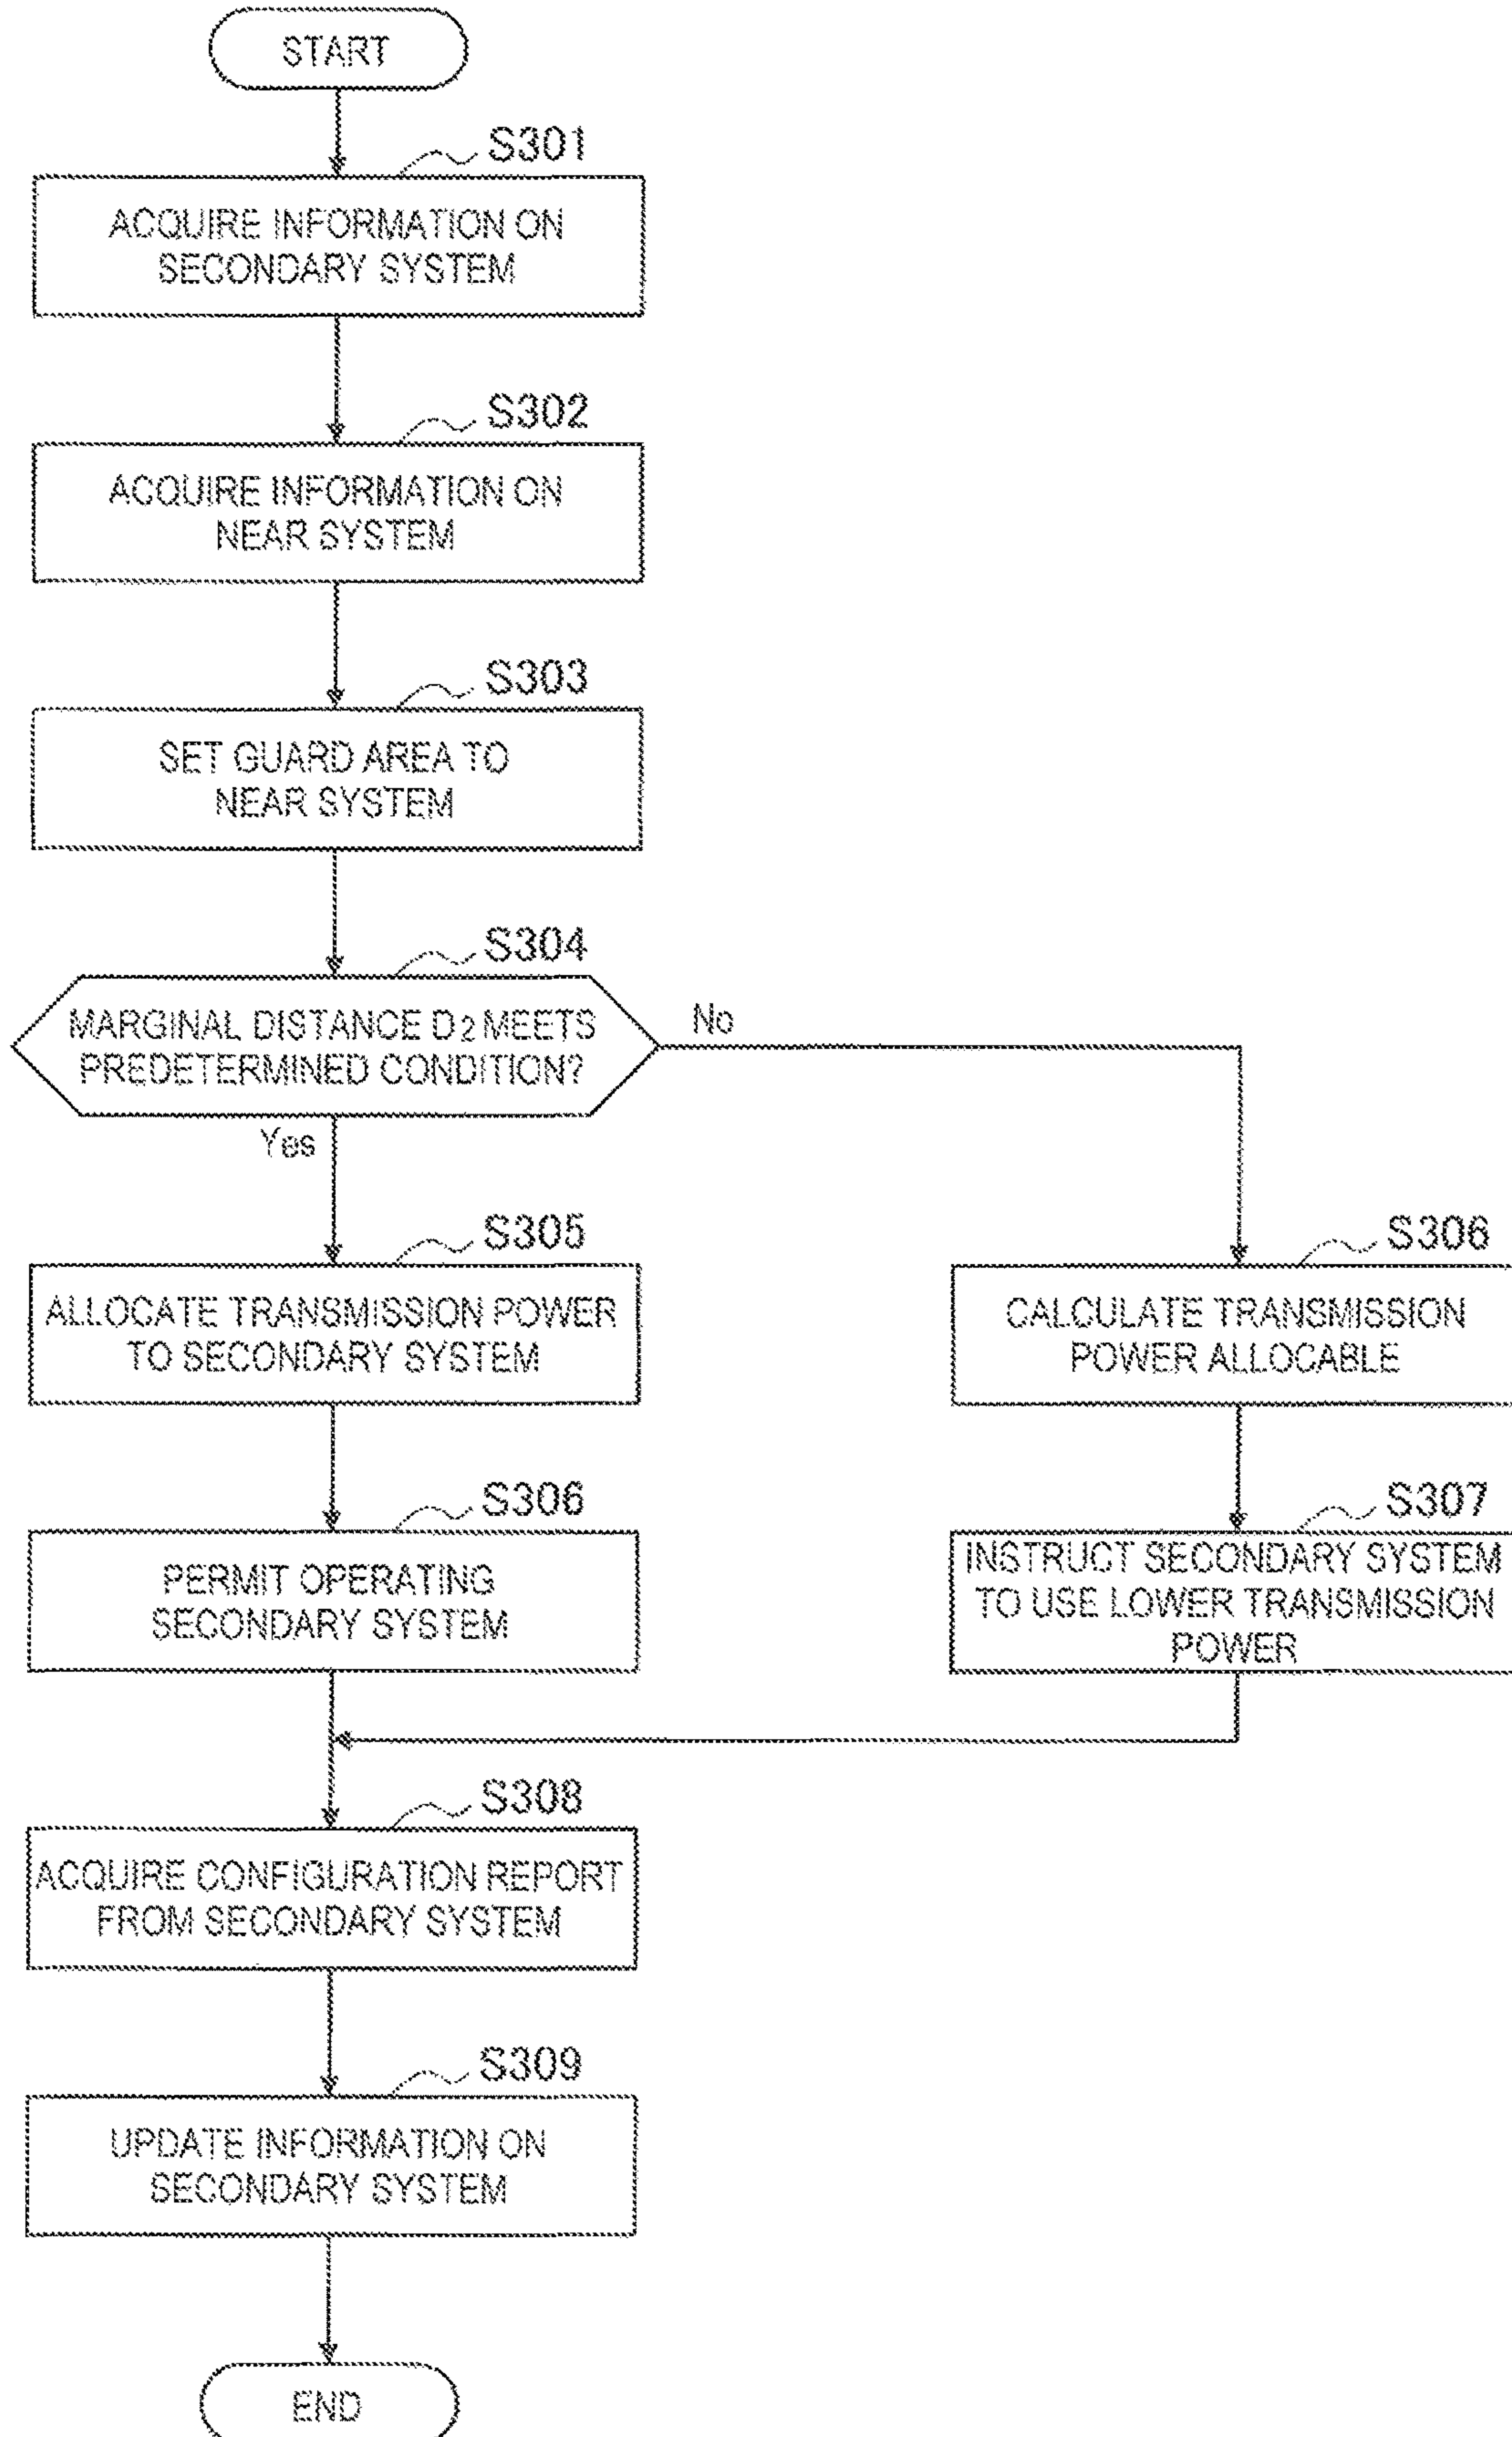 START
S301
ACQUIRE INFORMATION ON
SECONDARY SYSTEM
S302
ACQUIRE INFORMATION ON
NEAR SYSTEM
S303
SET GUARD AREA TO
NEAR SYSTEM
S304
MARGINAL DISTANCE D2 MEETS
PREDETERMINED CONDITION?
No
Yes
S305
ALLOCATE TRANSMISSION POWER
TO SECONDARY SYSTEM
S306
CALCULATE TRANSMISSION
POWER ALLOCABLE
S306
PERMIT OPERATING
SECONDARY SYSTEM
S307
INSTRUCT SECONDARY SYSTEM
TO USE LOWER TRANSMISSION
POWER
S308
ACQUIRE CONFIGURATION REPORT
FROM SECONDARY SYSTEM
S309
UPDATE INFORMATION ON
SECONDARY SYSTEM
END